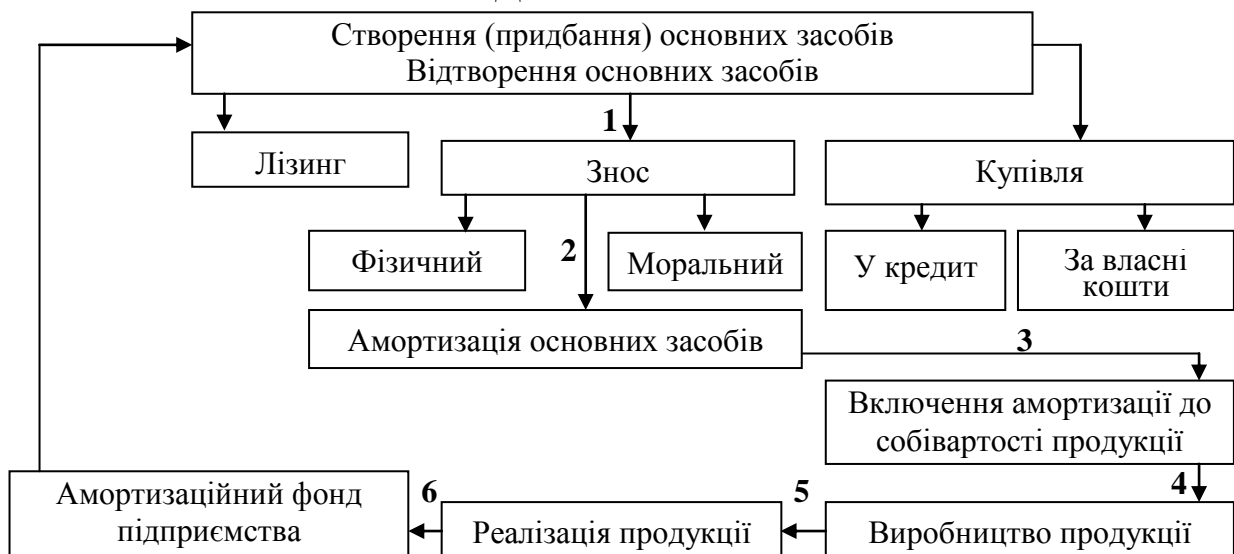 Створення (придбання) основних засобів
Відтворення основних засобів
1
Лізинг
Знос
Купівля
Фізичний
2
Моральний
У кредит
За власні
кошти
Амортизація основних засобів
3
Включення амортизації до
собівартості продукції
4
Амортизаційний фонд
підприємства
6
Реалізація продукції
5
Виробництво продукції